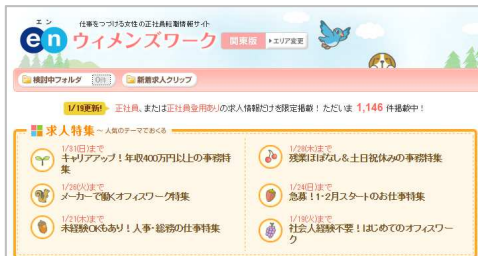 エン
en
仕事をつづける女性の正社員転職情報サイト
ウィメンズワーク 関東版 ▸エリア変更
検討中フォルダ (0件) 新着求人クリップ
1/19更新! 正社員、または正社員登用ありの求人情報だけを限定掲載! ただいま 1,146 件掲載中!
求人特集 ~ 人気のテーマでおくる
1/31(日)まで
キャリアアップ!年収400万円以上の事務特
集
1/28(木)まで
残業ほぼなし&土日祝休みの事務特集
1/26(火)まで
メーカーで働くオフィスワーク特集
1/24(日)まで
急募!1・2月スタートのお仕事特集
1/21(木)まで
未経験OKもあり!人事・総務の仕事特集
1/19(火)まで
社会人経験不要!はじめてのオフィスワー
ク